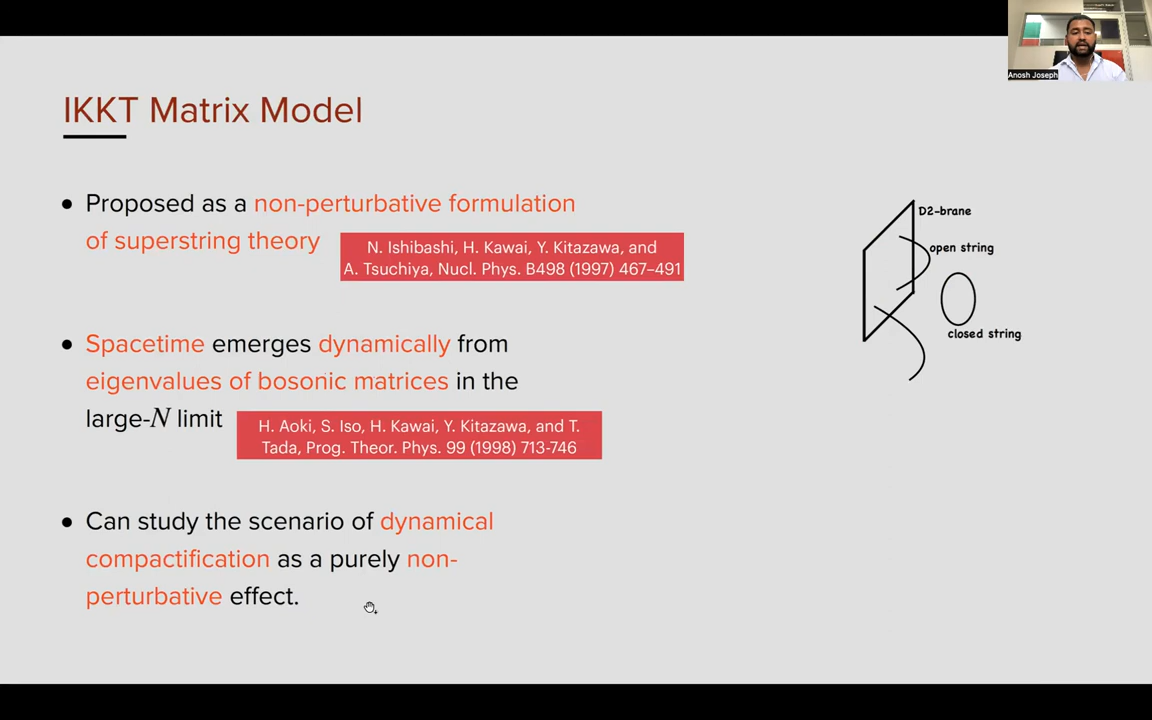 Anosh Joseph
IKKT Matrix Model
● Proposed as a non-perturbative formulation
of superstring theory
N. Ishibashi, H. Kawai, Y. Kitazawa, and
A. Tsuchiya, Nucl. Phys. B498 (1997) 467–491
● Spacetime emerges dynamically from
eigenvalues of bosonic matrices in the
large-N limit
H. Aoki, S. Iso, H. Kawai, Y. Kitazawa, and T.
Tada, Prog. Theor. Phys. 99 (1998) 713-746
● Can study the scenario of dynamical
compactification as a purely non-
perturbative effect.
D2-brane
open string
closed string